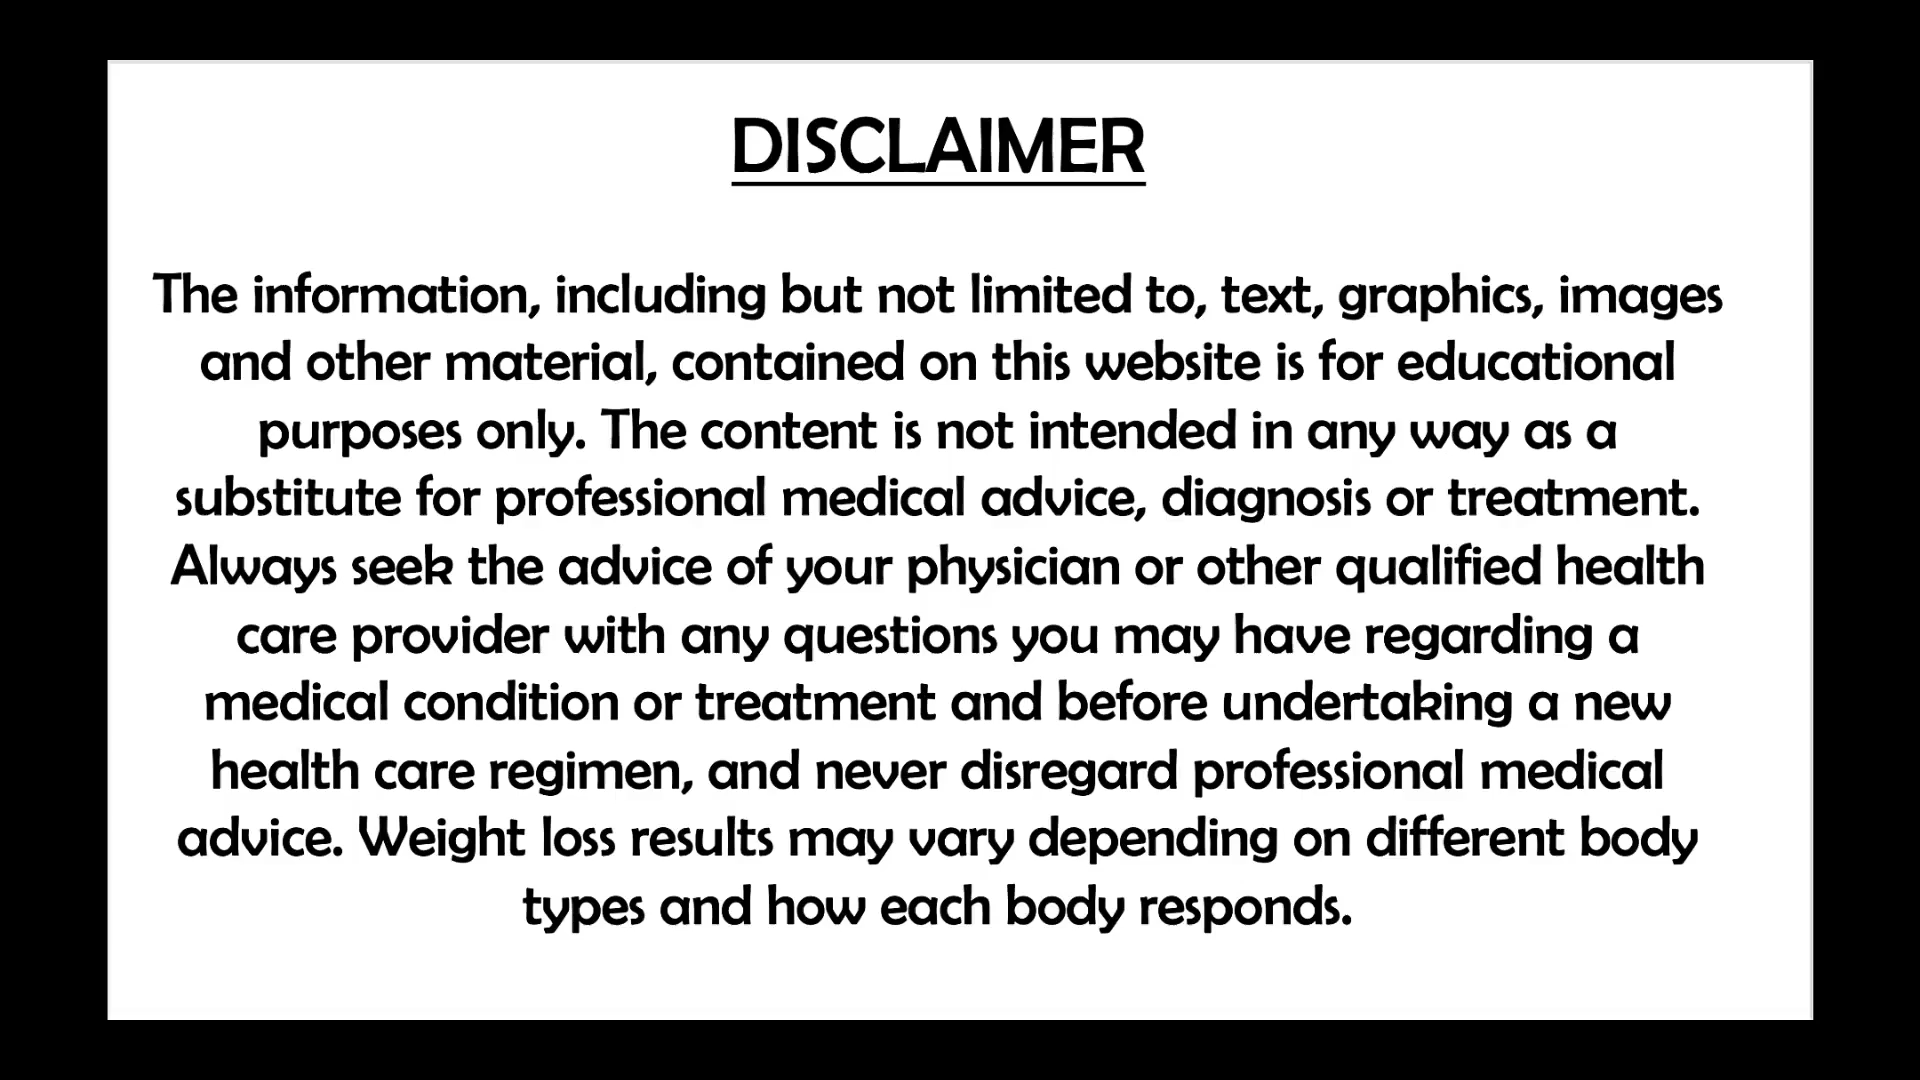 DISCLAIMER
The information, including but not limited to, text, graphics, images
and other material, contained on this website is for educational
purposes only. The content is not intended in any way as a
substitute for professional medical advice, diagnosis or treatment.
Always seek the advice of your physician or other qualified health
care provider with any questions you may have regarding a
medical condition or treatment and before undertaking a new
health care regimen, and never disregard professional medical
advice. Weight loss results may vary depending on different body
types and how each body responds.